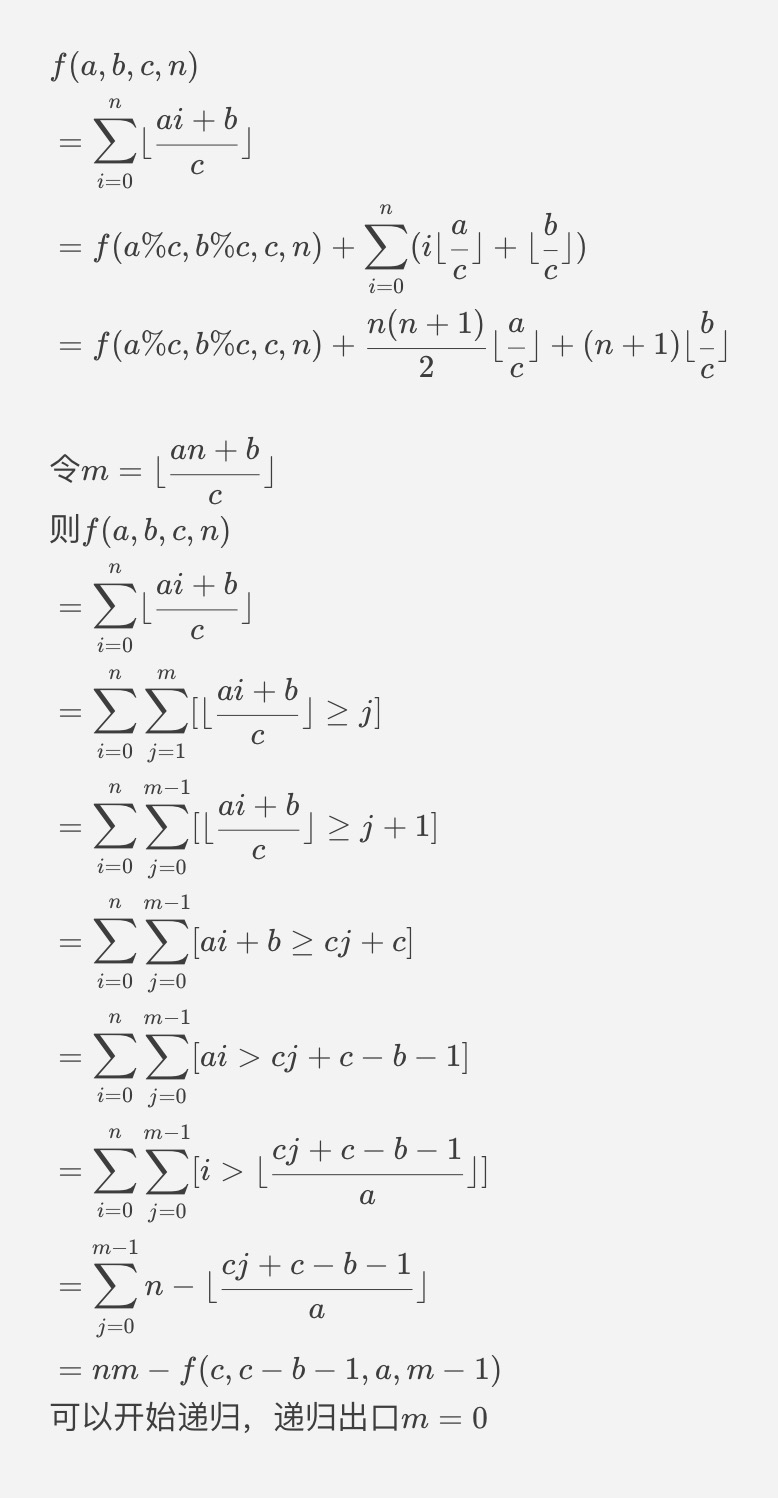 f(a, b, c, n)
= \sum_{i=0}^{n} \lfloor \frac{ai + b}{c} \rfloor
= f(a\%c, b\%c, c, n) + \sum_{i=0}^{n} (i \lfloor \frac{a}{c} \rfloor + \lfloor \frac{b}{c} \rfloor)
= f(a\%c, b\%c, c, n) + \frac{n(n + 1)}{2} \lfloor \frac{a}{c} \rfloor + (n + 1) \lfloor \frac{b}{c} \rfloor
令m = \lfloor \frac{an + b}{c} \rfloor
则f(a, b, c, n)
= \sum_{i=0}^{n} \lfloor \frac{ai + b}{c} \rfloor
= \sum_{i=0}^{n} \sum_{j=1}^{m} [\lfloor \frac{ai + b}{c} \rfloor \geq j]
= \sum_{i=0}^{n} \sum_{j=0}^{m-1} [\lfloor \frac{ai + b}{c} \rfloor \geq j + 1]
= \sum_{i=0}^{n} \sum_{j=0}^{m-1} [ai + b \geq cj + c]
= \sum_{i=0}^{n} \sum_{j=0}^{m-1} [ai > cj + c - b - 1]
= \sum_{i=0}^{n} \sum_{j=0}^{m-1} [i > \lfloor \frac{cj + c - b - 1}{a} \rfloor]
= \sum_{j=0}^{m-1} n - \lfloor \frac{cj + c - b - 1}{a} \rfloor
= nm - f(c, c - b - 1, a, m - 1)
可以开始递归，递归出口m = 0